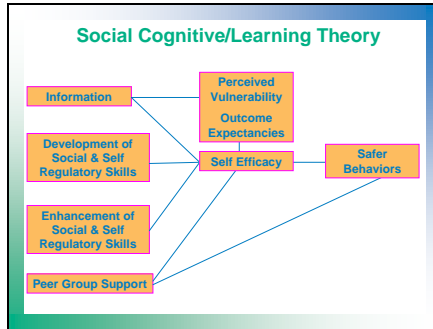 Social Cognitive/Learning Theory
Information
Perceived
Vulnerability
Outcome
Expectancies
Development of
Social & Self
Regulatory Skills
Self Efficacy
Safer
Behaviors
Enhancement of
Social & Self
Regulatory Skills
Peer Group Support